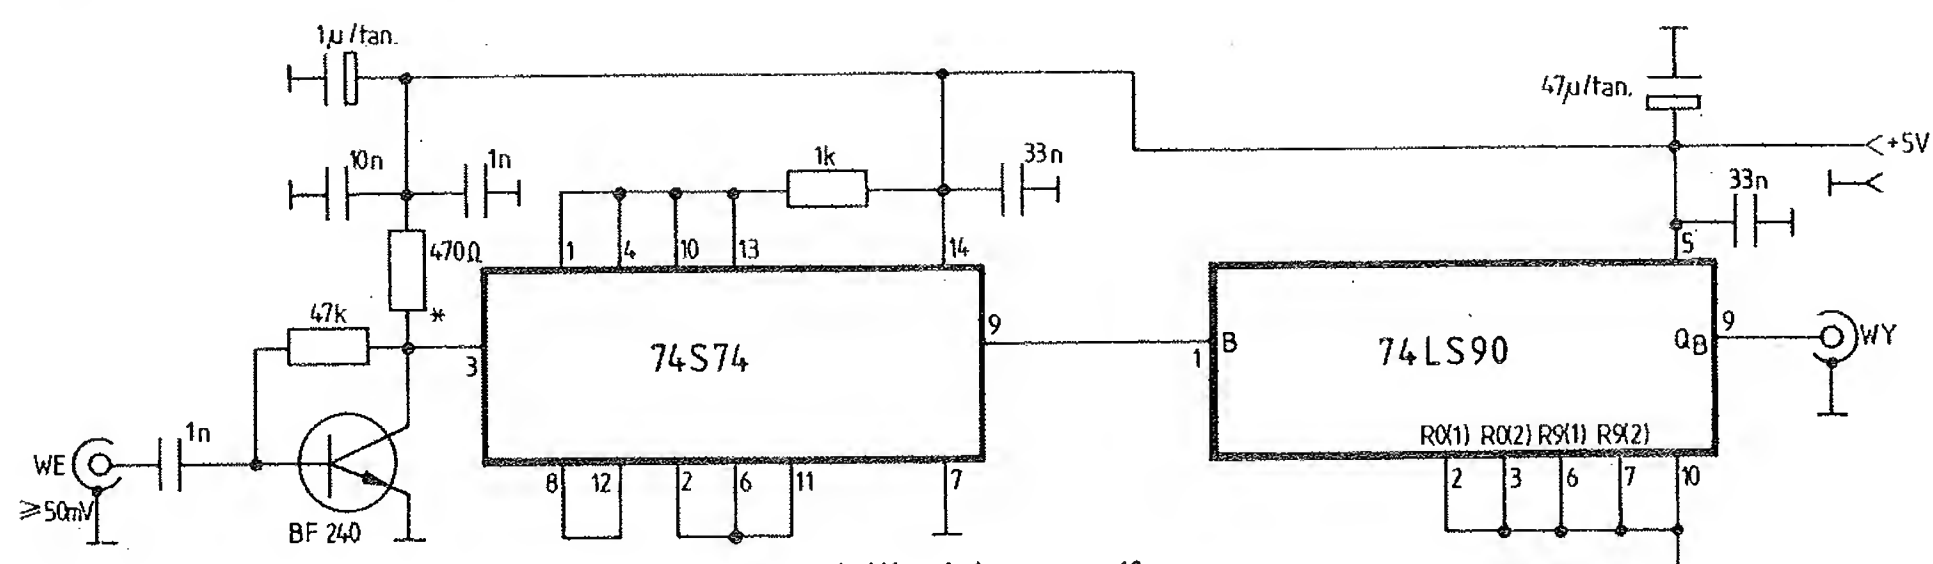 1µ/tan.
47µ/tan.
10n
1n
1k
33n
+5V
33n
470Ω
1
4
10
13
14
5
*
47k
3
74S74
9
1
B
74LS90
QB
9
WY
1n
WE
≥50mV
BF 240
R0(1) R0(2) R9(1) R9(2)
8
12
2
6
11
7
2
3
6
7
10